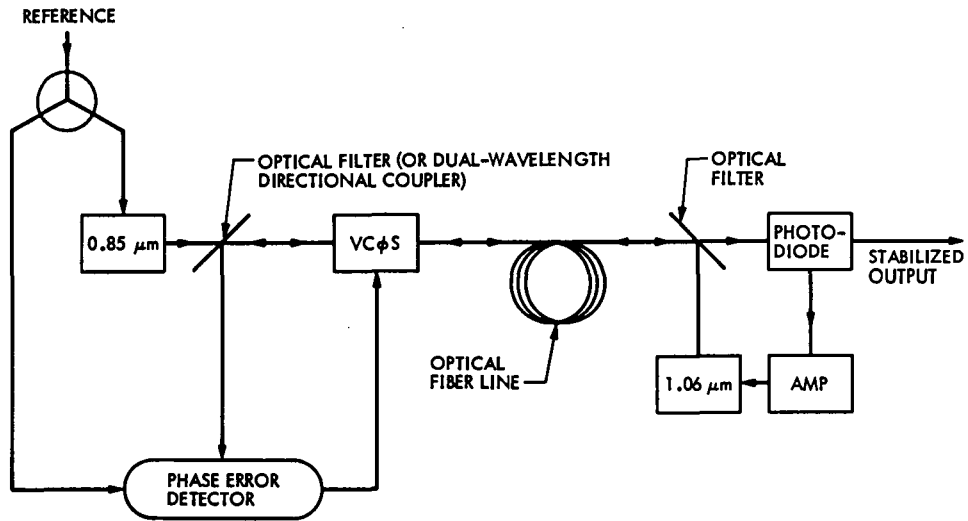 REFERENCE
OPTICAL FILTER (OR DUAL-WAVELENGTH
DIRECTIONAL COUPLER)
OPTICAL
FILTER
0.85 μm
VCϕS
PHOTO-
DIODE
STABILIZED
OUTPUT
OPTICAL
FIBER LINE
1.06 μm
AMP
PHASE ERROR
DETECTOR